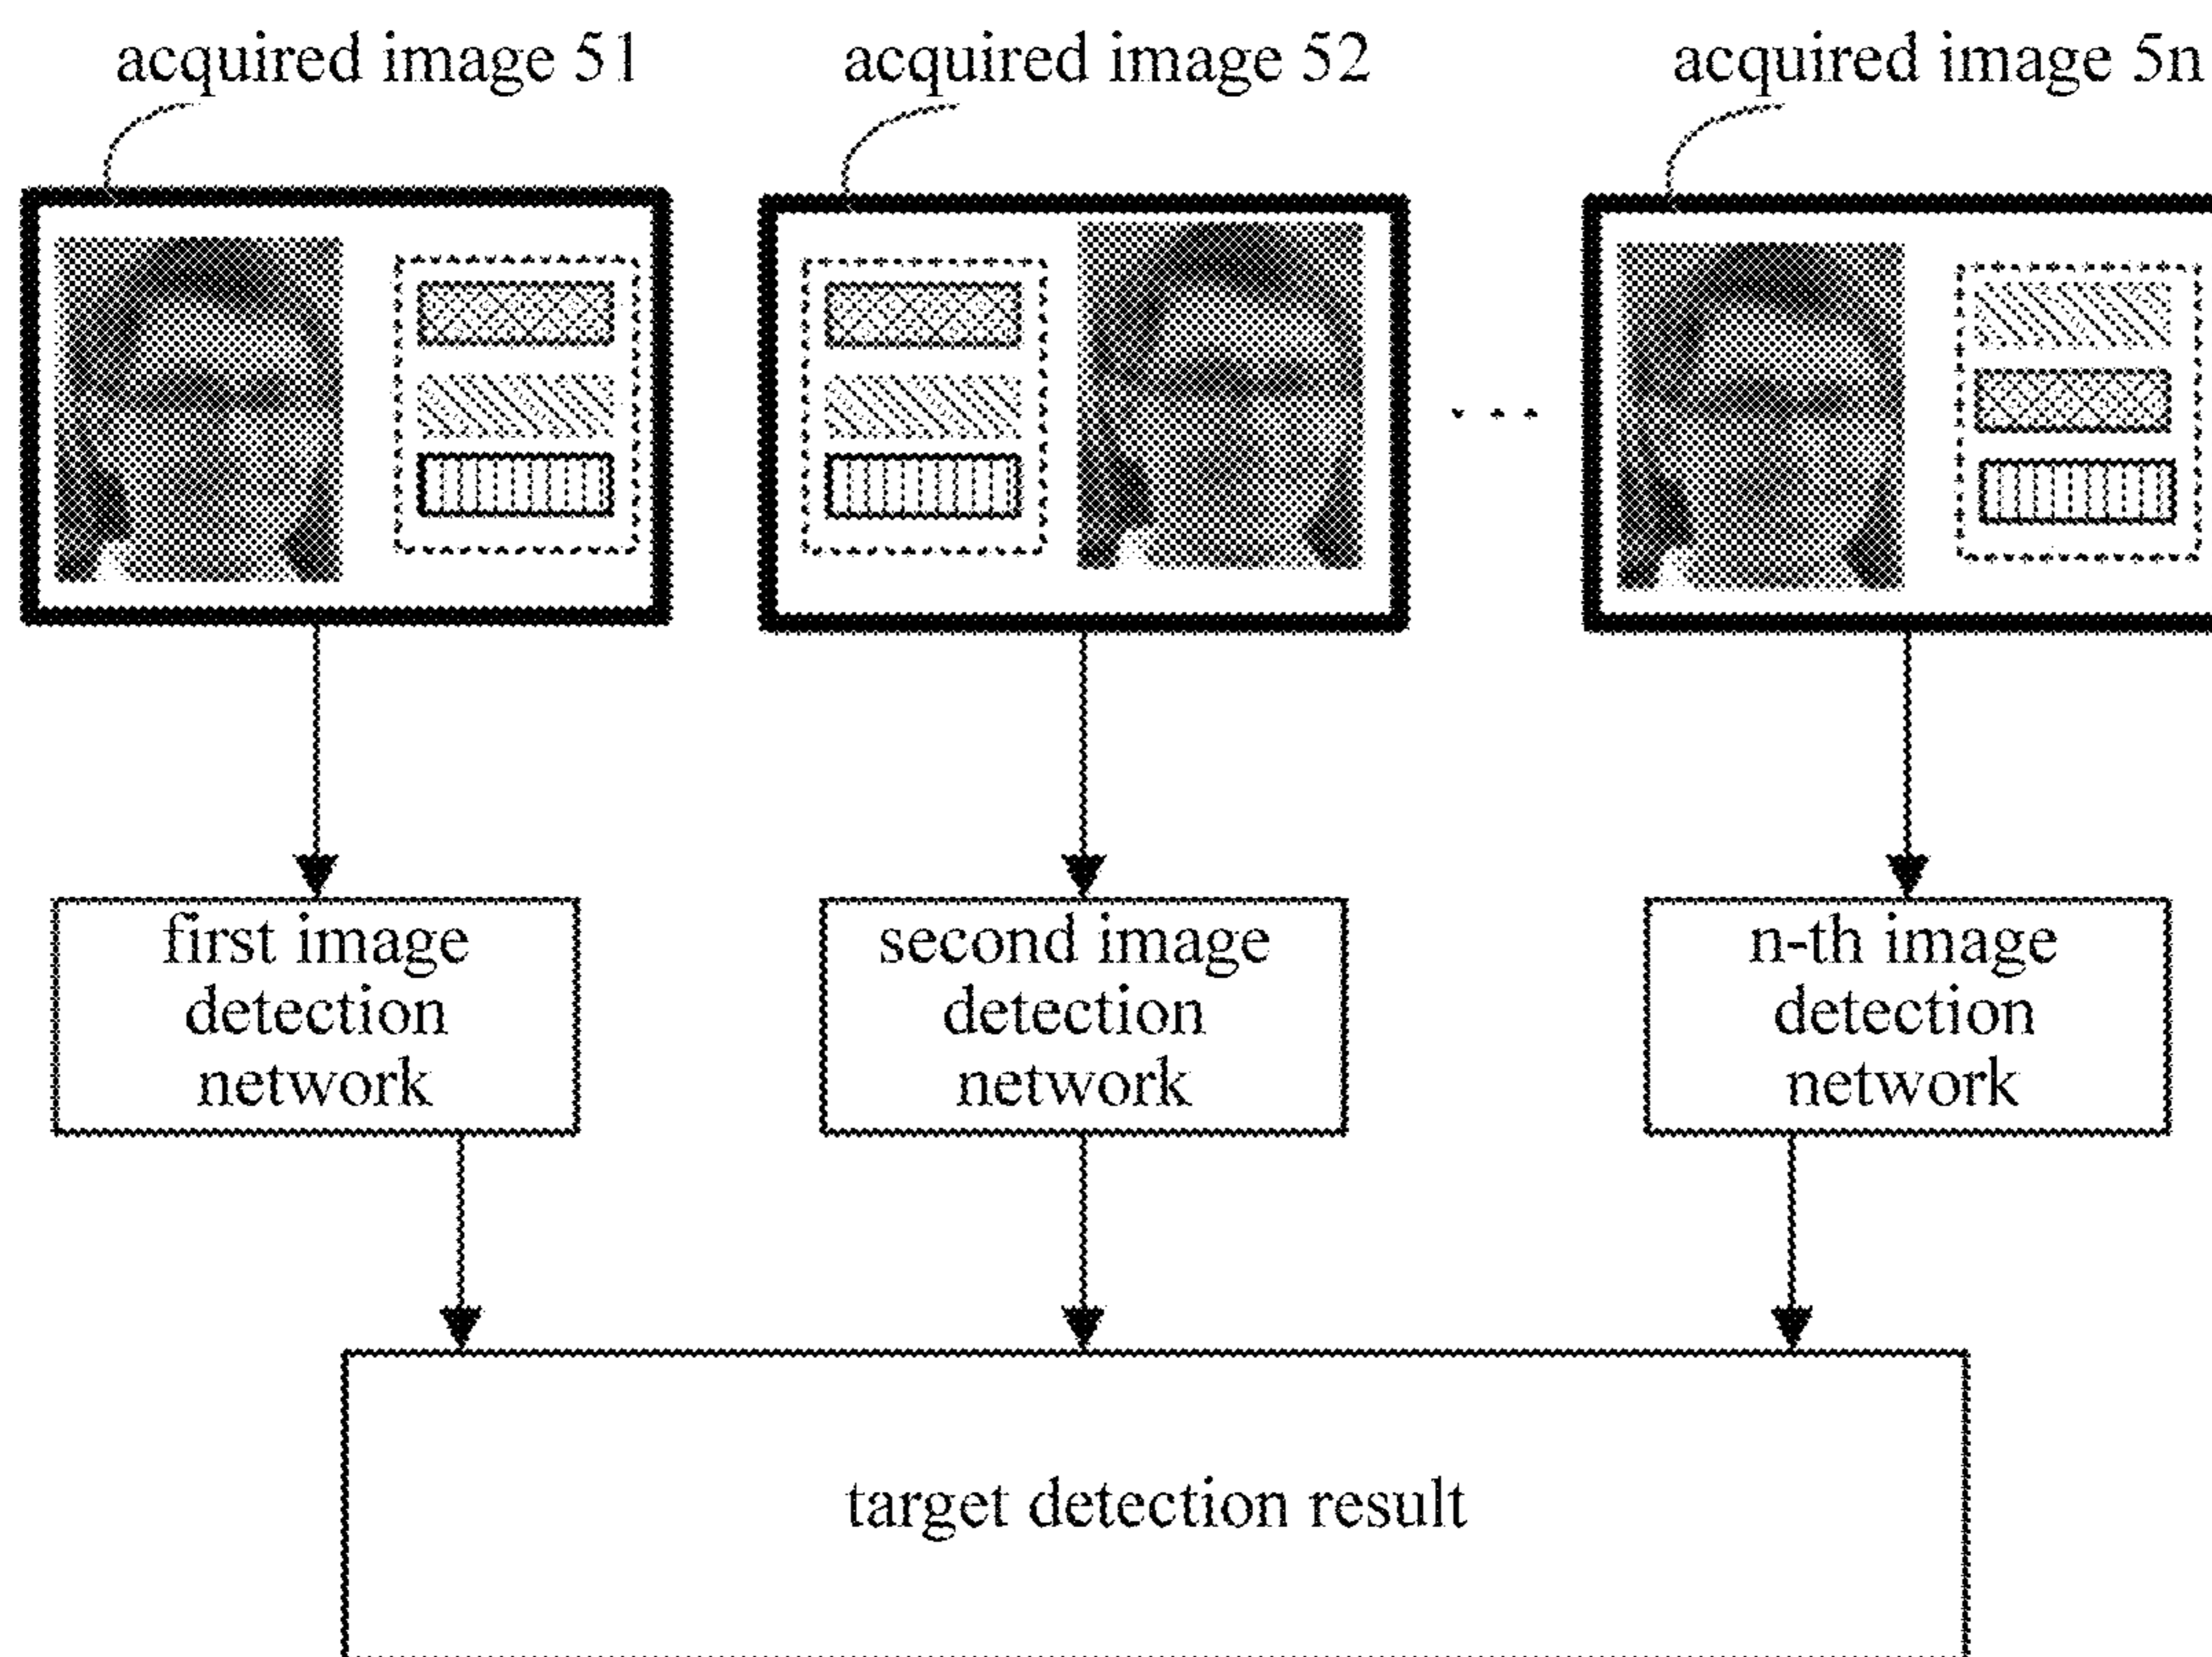 acquired image 51
acquired image 52
acquired image 5n
first image
detection
network
second image
detection
network
n-th image
detection
network
target detection result